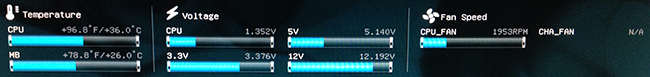 Temperature
CPU +96.8°F/+36.0°C
MB +78.8°F/+26.0°C
Voltage
CPU 1.352V 5V 5.140V
3.3V 3.376V 12V 12.192V
Fan Speed
CPU_FAN 1953RPM CHA_FAN N/A